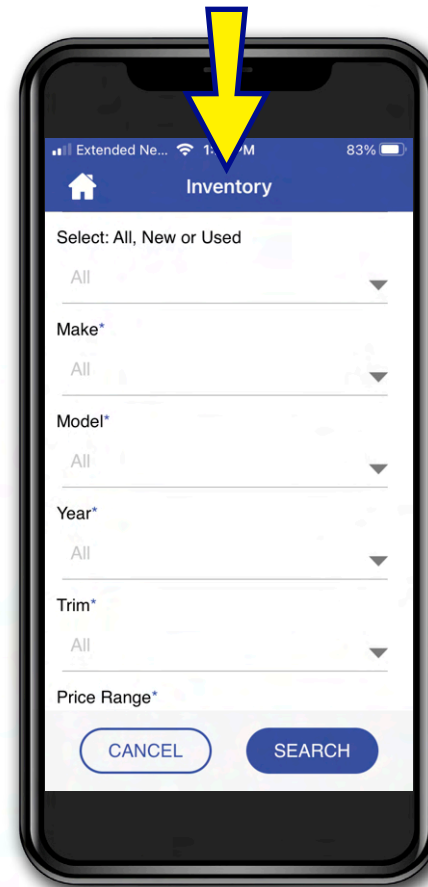 Extended Ne... 83%
Inventory
Select: All, New or Used
All
Make*
All
Model*
All
Year*
All
Trim*
All
Price Range*
CANCEL SEARCH